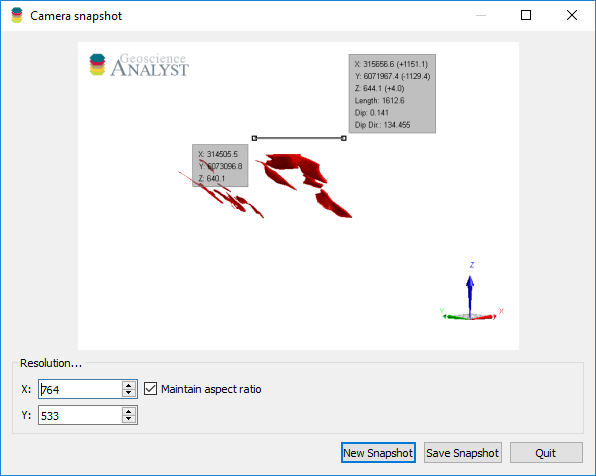 Camera snapshot
Geoscience
ANALYST
X: 315656.6 (+1151.1)
Y: 6071967.4 (-1129.4)
Z: 644.1 (+4.0)
Length: 1612.6
Dip: 0.141
Dip Dir.: 134.455
X: 314505.5
Y: 6073096.8
Z: 640.1
Z
Y
X
Resolution...
X: 764
Maintain aspect ratio
Y: 533
New Snapshot
Save Snapshot
Quit